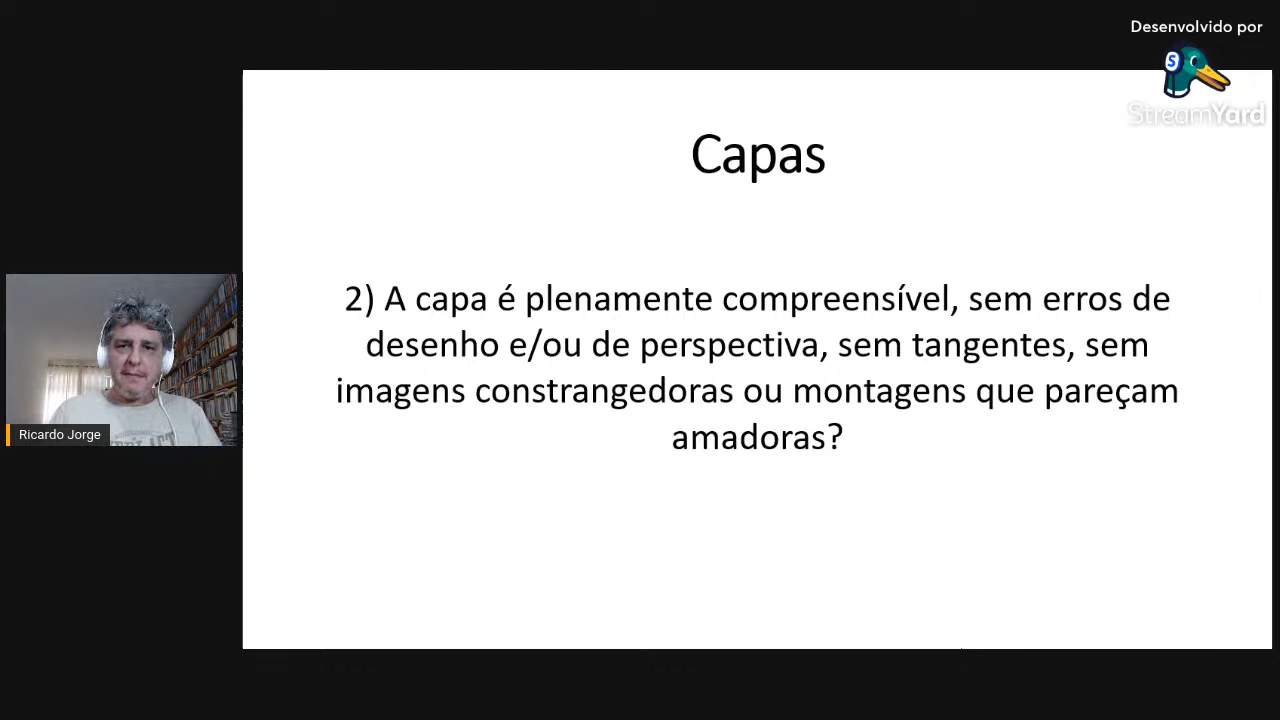 Desenvolvido por
StreamYard
Capas
2) A capa é plenamente compreensível, sem erros de
desenho e/ou de perspectiva, sem tangentes, sem
imagens constrangedoras ou montagens que pareçam
amadoras?
Ricardo Jorge